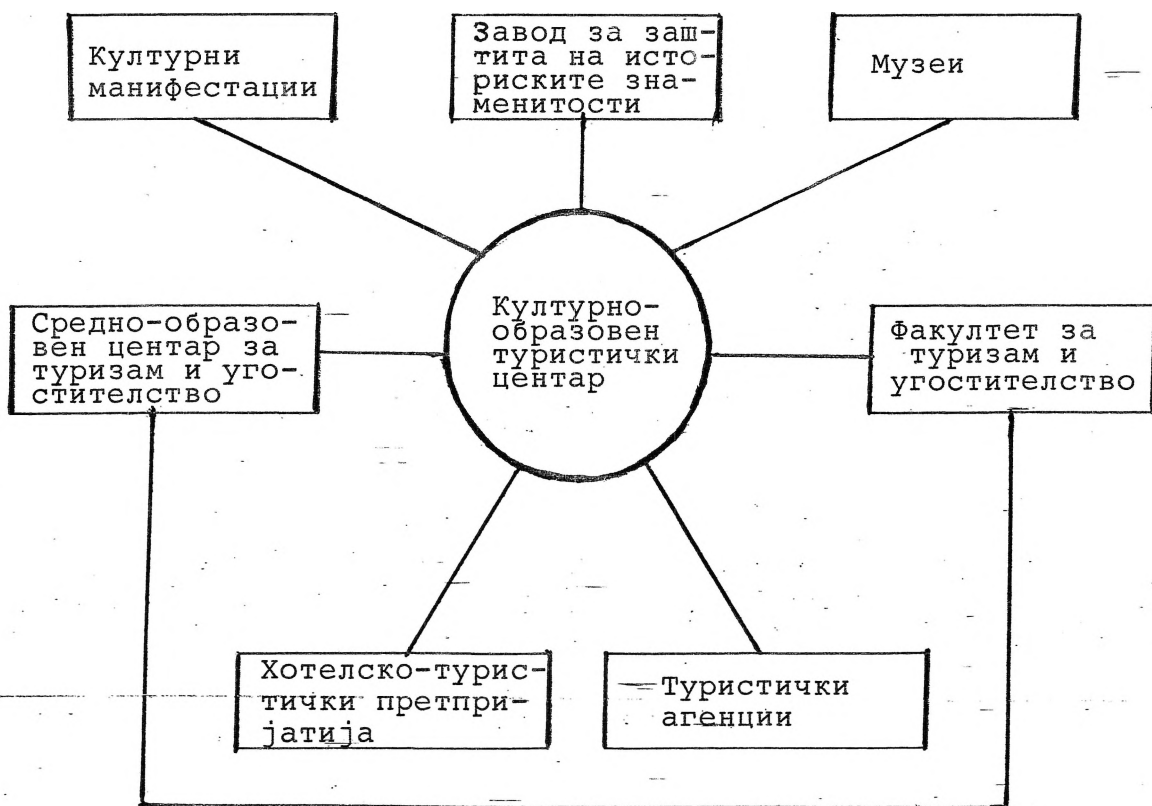 Културни
манифестации
Завод за заш-
тита на исто-
риските зна-
менитости
Музеи
Средно-образо-
вен центар за
туризам и уго-
стителство
Културно-
образовен
туристички
центар
Факултет за
туризам и
угостителство
Хотелско-турис-
тички претпри-
јатија
Туристички
агенции